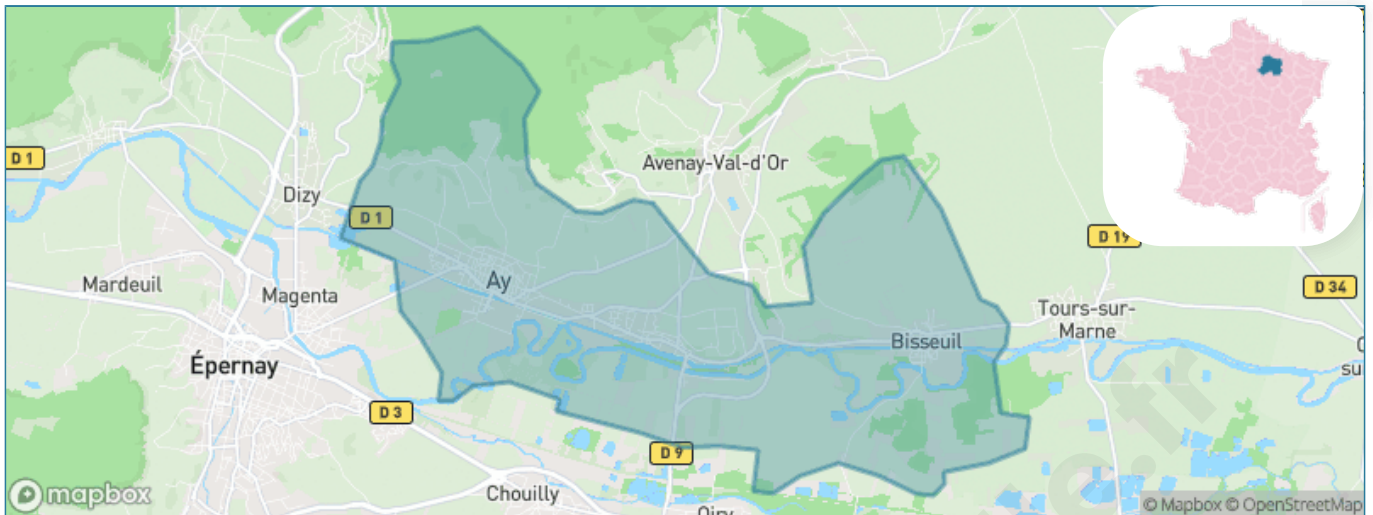 D 1
Avenay-Val-d'Or
Dizy
D 1
D 19
Mardeuil
Ay
Magenta
D 34
Tours-sur-
Marne
Bisseuil
Épernay
D 3
D 9
Chouilly
mapbox
© Mapbox © OpenStreetMap